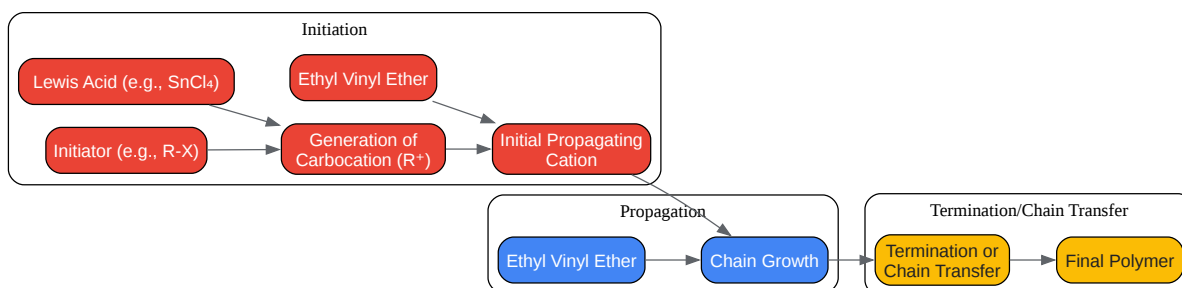 Initiation
Lewis Acid (e.g., SnCl₄)
Ethyl Vinyl Ether
Initiator (e.g., R-X)
Generation of
Carbocation (R⁺)
Initial Propagating
Cation
Propagation
Ethyl Vinyl Ether
Chain Growth
Termination/Chain Transfer
Termination or
Chain Transfer
Final Polymer